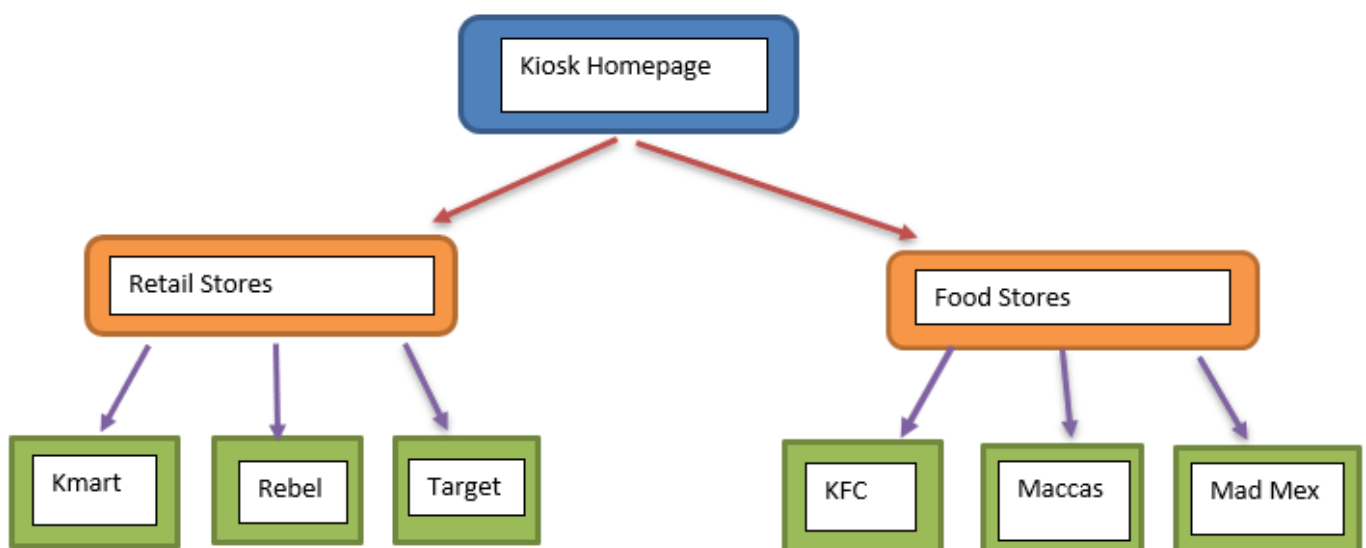 Kiosk Homepage
Retail Stores
Food Stores
Kmart
Rebel
Target
KFC
Maccas
Mad Mex